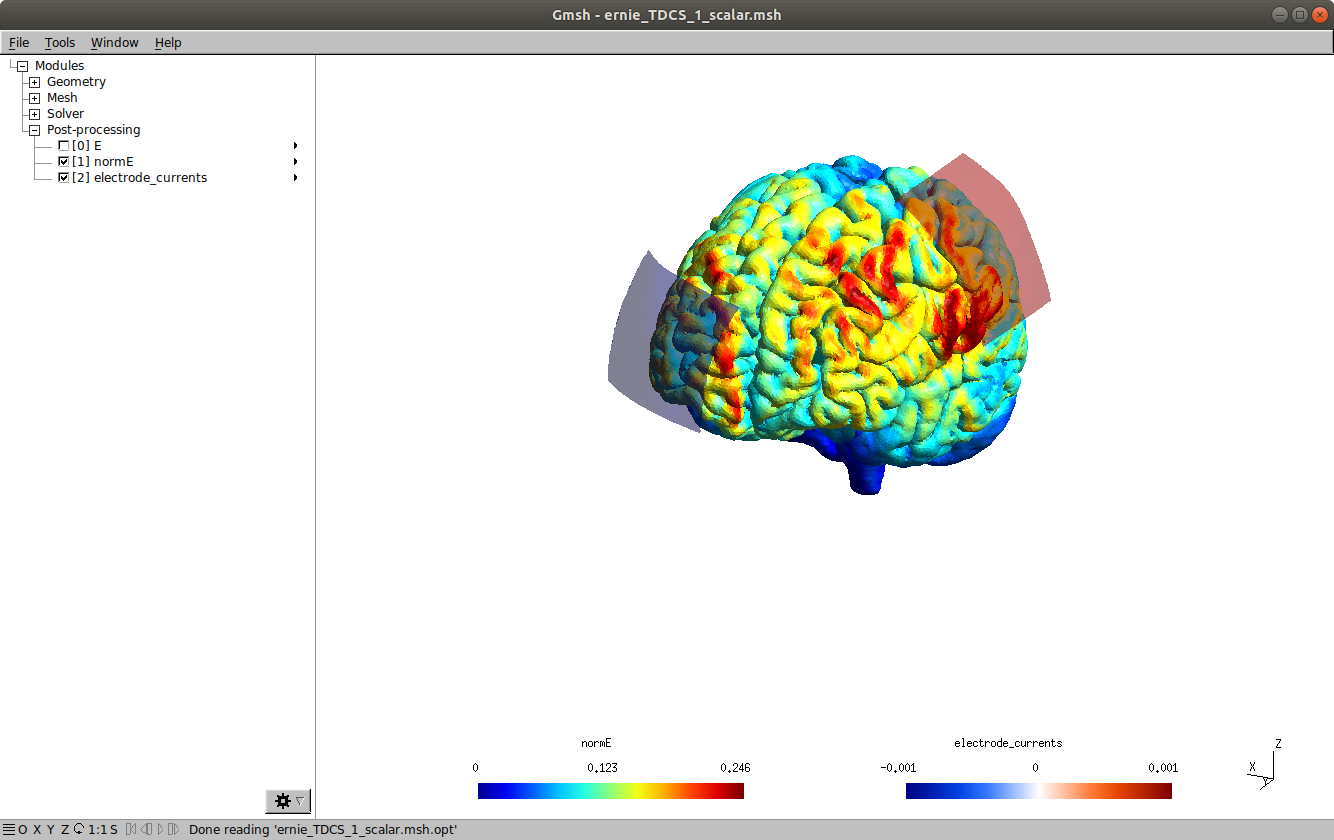 Gmsh - ernie_TDCS_1_scalar.msh
File Tools Window Help
Modules
Geometry
Mesh
Solver
Post-processing
[0] E
[1] normE
[2] electrode_currents
normE
0 0.123 0.246
electrode_currents
-0.001 0 0.001
Z
X
Y
O X Y Z 1:1 S Done reading 'ernie_TDCS_1_scalar.msh.opt'